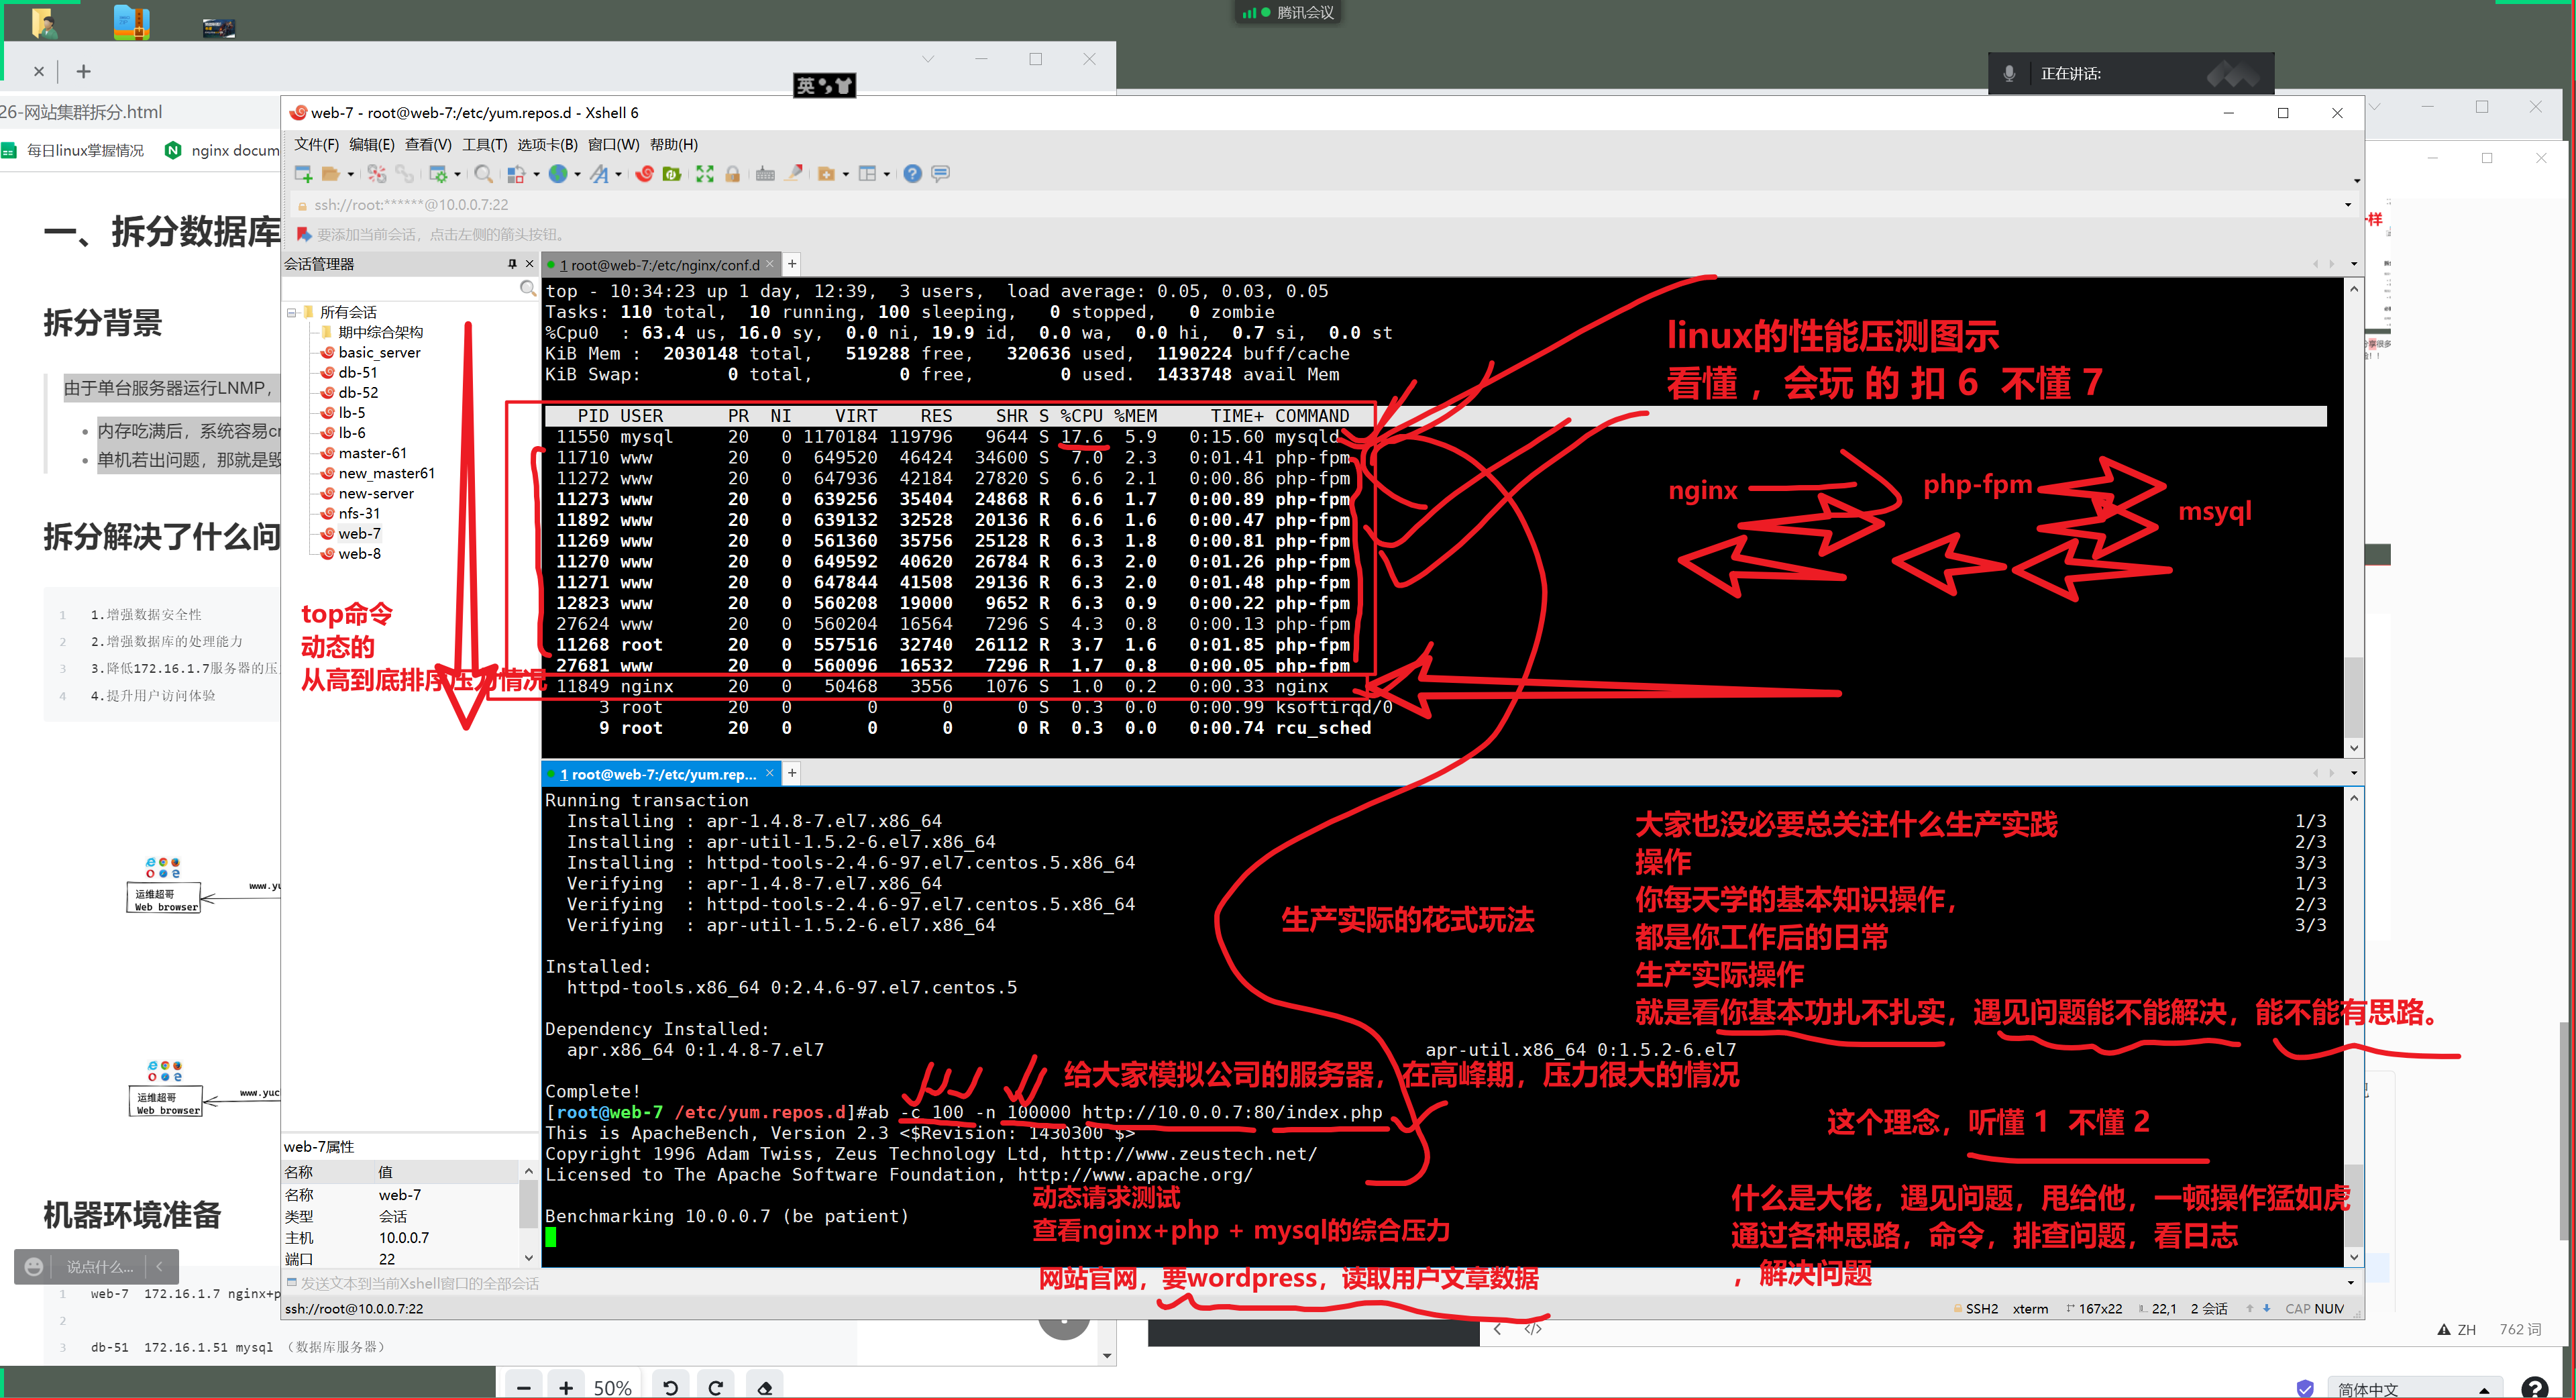 腾讯会议
正在讲话:
英
26-网站集群拆分.html
每日linux掌握情况 nginx docum
一、拆分数据库
拆分背景
由于单台服务器运行LNMP，
内存吃满后，系统容易cr
单机若出问题，那就是毁
拆分解决了什么问
1 1.增强数据安全性
2 2.增强数据库的处理能力
3 3.降低172.16.1.7服务器的压
4 4.提升用户访问体验
运维超哥
Web browser
www.yu
运维超哥
Web browser
www.yuc
机器环境准备
说点什么...
1 web-7 172.16.1.7 nginx+p
2
3 db-51 172.16.1.51 mysql （数据库服务器）
web-7 - root@web-7:/etc/yum.repos.d - Xshell 6
文件(F) 编辑(E) 查看(V) 工具(T) 选项卡(B) 窗口(W) 帮助(H)
ssh://root:******@10.0.0.7:22
要添加当前会话，点击左侧的箭头按钮。
会话管理器
所有会话
期中综合架构
basic_server
db-51
db-52
lb-5
lb-6
master-61
new_master61
new-server
nfs-31
web-7
web-8
top命令
动态的
从高到底排序压力情况
web-7属性
名称 值
名称 web-7
类型 会话
主机 10.0.0.7
端口 22
1 root@web-7:/etc/nginx/conf.d
top - 10:34:23 up 1 day, 12:39, 3 users, load average: 0.05, 0.03, 0.05
Tasks: 110 total, 10 running, 100 sleeping, 0 stopped, 0 zombie
%Cpu0 : 63.4 us, 16.0 sy, 0.0 ni, 19.9 id, 0.0 wa, 0.0 hi, 0.7 si, 0.0 st
KiB Mem : 2030148 total, 519288 free, 320636 used, 1190224 buff/cache
KiB Swap: 0 total, 0 free, 0 used. 1433748 avail Mem
PID USER PR NI VIRT RES SHR S %CPU %MEM TIME+ COMMAND
11550 mysql 20 0 1170184 119796 9644 S 17.6 5.9 0:15.60 mysqld
11710 www 20 0 649520 46424 34600 S 7.0 2.3 0:01.41 php-fpm
11272 www 20 0 647936 42184 27820 S 6.6 2.1 0:00.86 php-fpm
11273 www 20 0 639256 35404 24868 R 6.6 1.7 0:00.89 php-fpm
11892 www 20 0 639132 32528 20136 R 6.6 1.6 0:00.47 php-fpm
11269 www 20 0 561360 35756 25128 R 6.3 1.8 0:00.81 php-fpm
11270 www 20 0 649592 40620 26784 R 6.3 2.0 0:01.26 php-fpm
11271 www 20 0 647844 41508 29136 R 6.3 2.0 0:01.48 php-fpm
12823 www 20 0 560208 19000 9652 R 6.3 0.9 0:00.22 php-fpm
27624 www 20 0 560204 16564 7296 S 4.3 0.8 0:00.13 php-fpm
11268 root 20 0 557516 32740 26112 R 3.7 1.6 0:01.85 php-fpm
27681 www 20 0 560096 16532 7296 R 1.7 0.8 0:00.05 php-fpm
11849 nginx 20 0 50468 3556 1076 S 1.0 0.2 0:00.33 nginx
3 root 20 0 0 0 0 S 0.3 0.0 0:00.99 ksoftirqd/0
9 root 20 0 0 0 0 R 0.3 0.0 0:00.74 rcu_sched
linux的性能压测图示
看懂 ，会玩 的 扣 6 不懂 7
nginx php-fpm msyql
1 root@web-7:/etc/yum.rep...
Running transaction
Installing : apr-1.4.8-7.el7.x86_64 1/3
Installing : apr-util-1.5.2-6.el7.x86_64 2/3
Installing : httpd-tools-2.4.6-97.el7.centos.5.x86_64 3/3
Verifying : apr-1.4.8-7.el7.x86_64 1/3
Verifying : httpd-tools-2.4.6-97.el7.centos.5.x86_64 2/3
Verifying : apr-util-1.5.2-6.el7.x86_64 3/3
Installed:
httpd-tools.x86_64 0:2.4.6-97.el7.centos.5
Dependency Installed:
apr.x86_64 0:1.4.8-7.el7 apr-util.x86_64 0:1.5.2-6.el7
Complete!
[root@web-7 /etc/yum.repos.d]#ab -c 100 -n 100000 http://10.0.0.7:80/index.php
This is ApacheBench, Version 2.3 <$Revision: 1430300 $>
Copyright 1996 Adam Twiss, Zeus Technology Ltd, http://www.zeustech.net/
Licensed to The Apache Software Foundation, http://www.apache.org/
Benchmarking 10.0.0.7 (be patient)
生产实际的花式玩法
大家也没必要总关注什么生产实践
操作
你每天学的基本知识操作，
都是你工作后的日常
生产实际操作
就是看你基本功扎不扎实，遇见问题能不能解决，能不能有思路。
给大家模拟公司的服务器，在高峰期，压力很大的情况
这个理念，听懂 1 不懂 2
动态请求测试
查看nginx+php + mysql的综合压力
网站官网，要wordpress，读取用户文章数据
什么是大佬，遇见问题，甩给他，一顿操作猛如虎
通过各种思路，命令，排查问题，看日志
，解决问题
发送文本到当前Xshell窗口的全部会话
ssh://root@10.0.0.7:22
SSH2 xterm 167x22 22,1 2 会话 CAP NUM
ZH 762 词
50%
简体中文